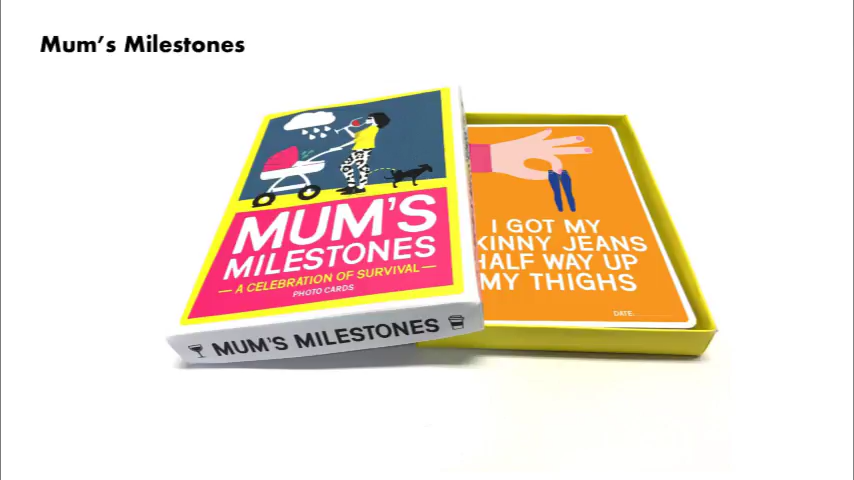 Mum's Milestones
MUM'S
MILESTONES
— A CELEBRATION OF SURVIVAL —
PHOTO CARDS
MUM'S MILESTONES
I GOT MY
KINNY JEANS
HALF WAY UP
MY THIGHS
DATE: